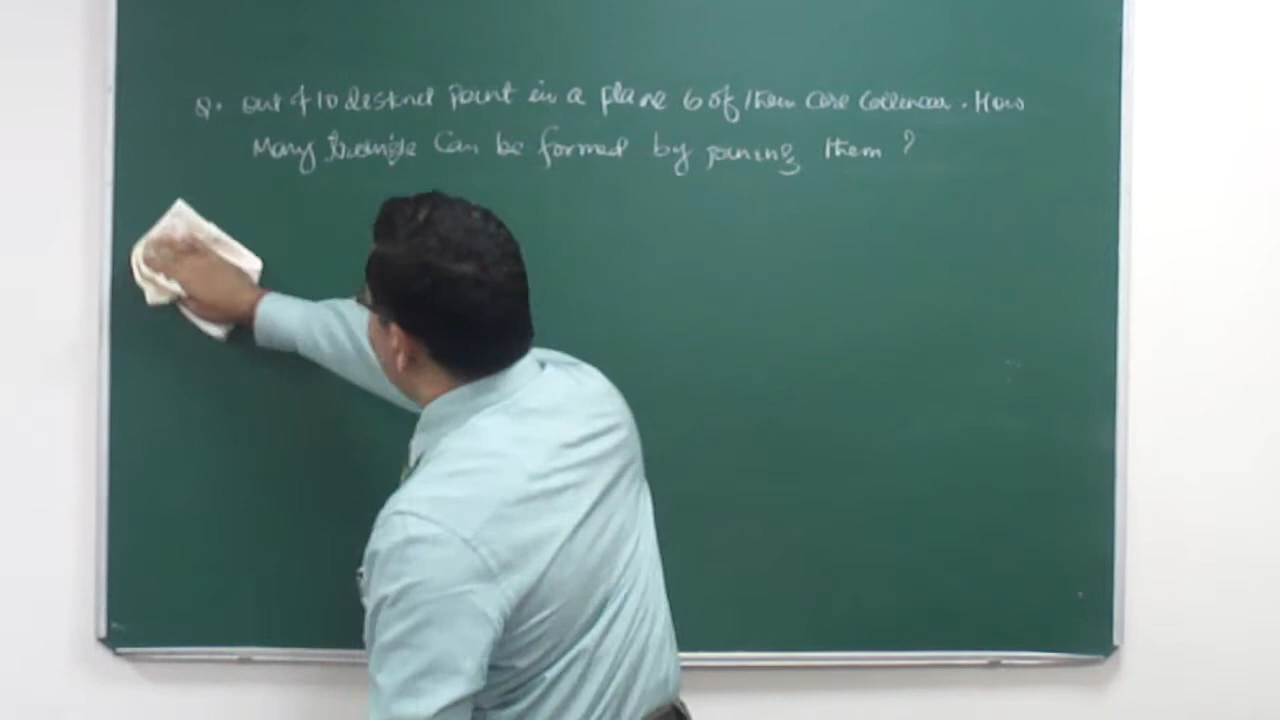 Q. Out of 10 distinct point in a plane 6 of them are collinear. How
Many triangle can be formed by joining them ?